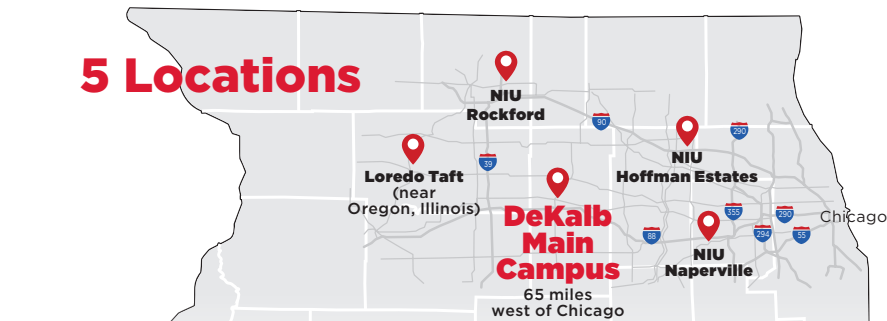 5 Locations
NIU
Rockford
90
290
NIU
Hoffman Estates
39
Loredo Taft
(near
Oregon, Illinois)
DeKalb
Main
Campus
65 miles
west of Chicago
88
355
290
Chicago
294
55
NIU
Naperville